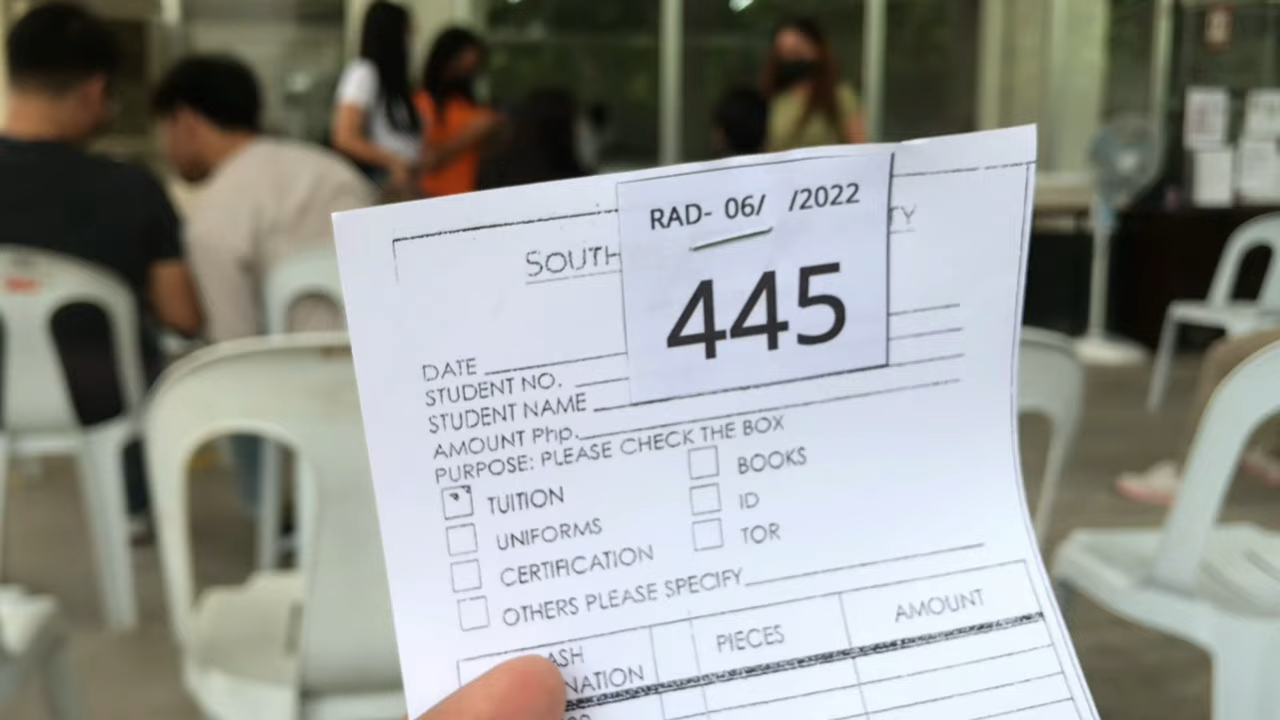 RAD- 06/ /2022
445
SOUTH
TY
DATE
STUDENT NO.
STUDENT NAME
AMOUNT Php.
PURPOSE: PLEASE CHECK THE BOX
TUITION
UNIFORMS
CERTIFICATION
OTHERS PLEASE SPECIFY
BOOKS
ID
TOR
ASH
NATION
PIECES
AMOUNT